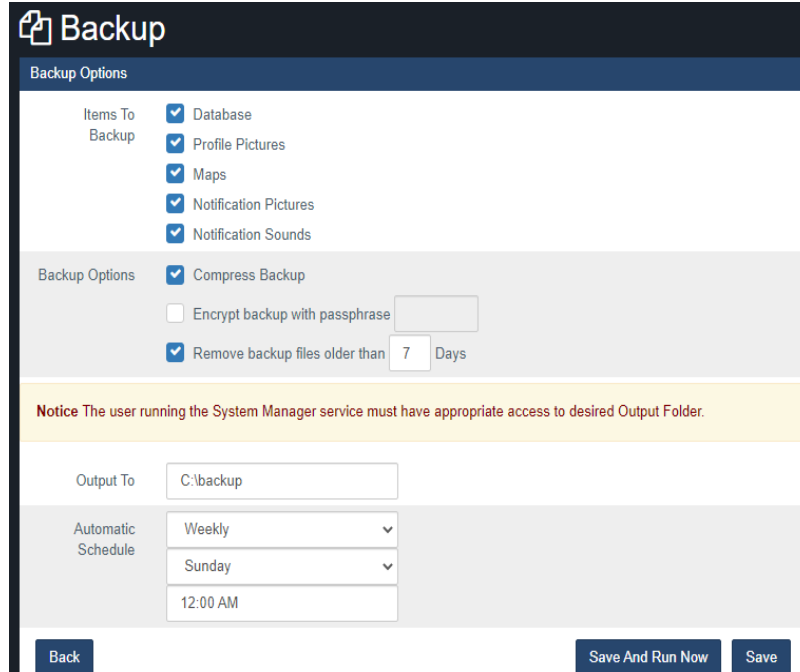 Backup
Backup Options
Items To
Backup
Database
Profile Pictures
Maps
Notification Pictures
Notification Sounds
Backup Options
Compress Backup
Encrypt backup with passphrase
Remove backup files older than 7 Days
Notice The user running the System Manager service must have appropriate access to desired Output Folder.
Output To
C:\backup
Automatic
Schedule
Weekly
Sunday
12:00 AM
Back
Save And Run Now
Save